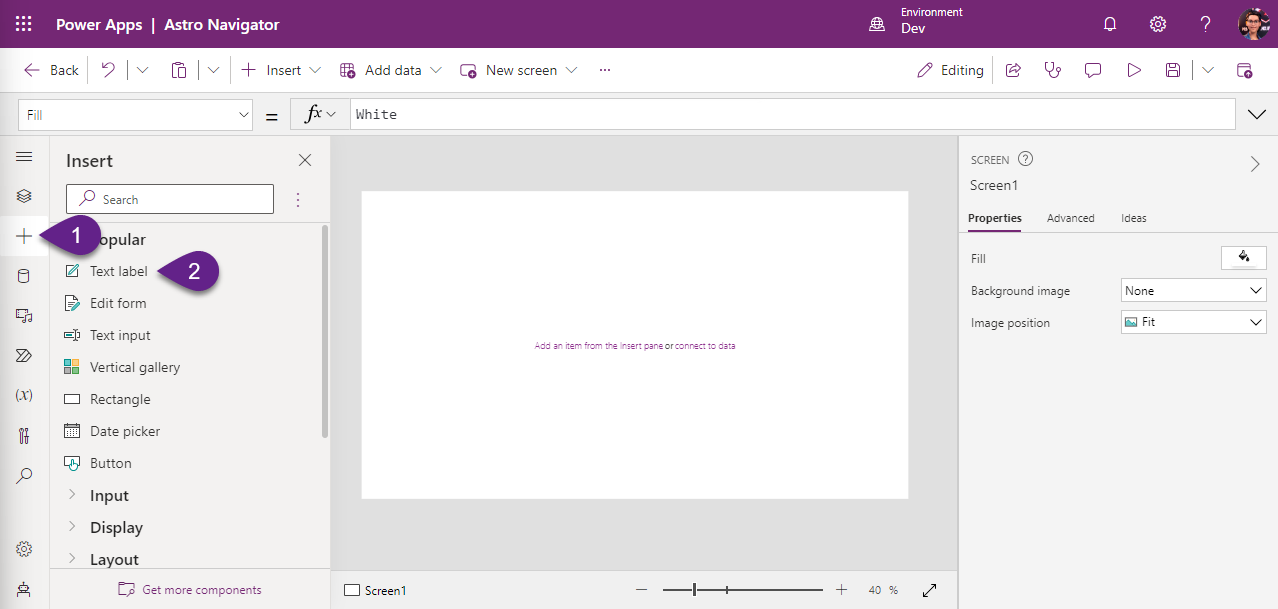 Power Apps | Astro Navigator
Environment
Dev
?
Back
Insert
Add data
New screen
...
Editing
Fill
=
fx
White
Insert
Search
1
opular
Text label
2
Edit form
Text input
Vertical gallery
Rectangle
Date picker
Button
Input
Display
Layout
Get more components
(x)
Add an item from the Insert pane or connect to data
Screen1
40 %
SCREEN ?
Screen1
Properties Advanced Ideas
Fill
Background image None
Image position Fit